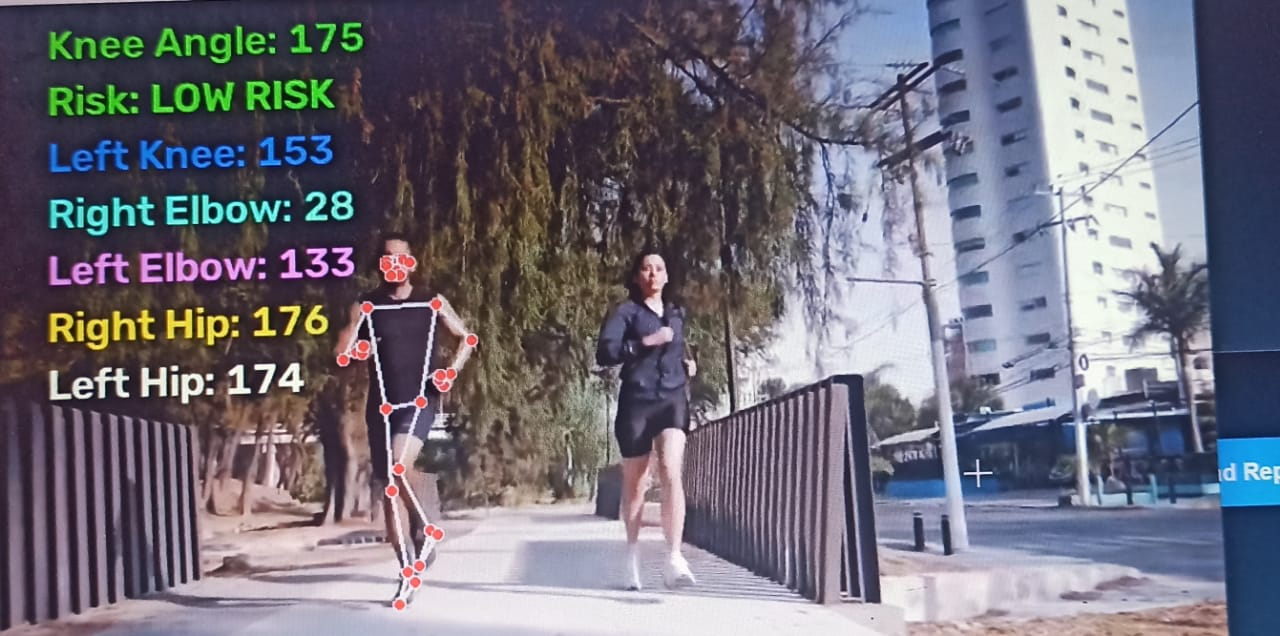 Knee Angle: 175
Risk: LOW RISK
Left Knee: 153
Right Elbow: 28
Left Elbow: 133
Right Hip: 176
Left Hip: 174